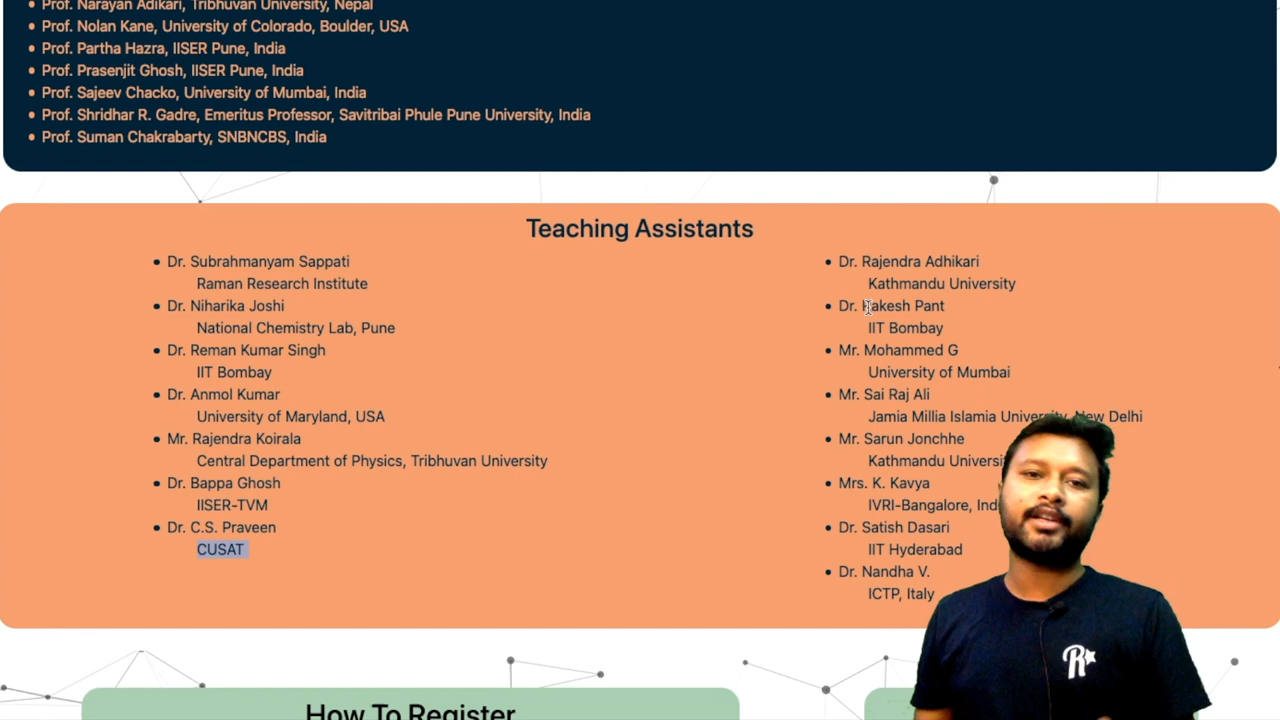 Prof. Narayan Adikari, Tribhuvan University, Nepal
Prof. Nolan Kane, University of Colorado, Boulder, USA
Prof. Partha Hazra, IISER Pune, India
Prof. Prasenjit Ghosh, IISER Pune, India
Prof. Sajeev Chacko, University of Mumbai, India
Prof. Shridhar R. Gadre, Emeritus Professor, Savitribai Phule Pune University, India
Prof. Suman Chakrabarty, SNBNCBS, India
Teaching Assistants
Dr. Subrahmanyam Sappati
Raman Research Institute
Dr. Niharika Joshi
National Chemistry Lab, Pune
Dr. Reman Kumar Singh
IIT Bombay
Dr. Anmol Kumar
University of Maryland, USA
Mr. Rajendra Koirala
Central Department of Physics, Tribhuvan University
Dr. Bappa Ghosh
IISER-TVM
Dr. C.S. Praveen
CUSAT
Dr. Rajendra Adhikari
Kathmandu University
Dr. Rakesh Pant
IIT Bombay
Mr. Mohammed G
University of Mumbai
Mr. Sai Raj Ali
Jamia Millia Islamia University, New Delhi
Mr. Sarun Jonchhe
Kathmandu
Mrs. K. Kavya
IVRI-Bangalore,
Dr. Satish Dasari
IIT Hyderabad
Dr. Nandha V.
ICTP, Italy
How To Register
R